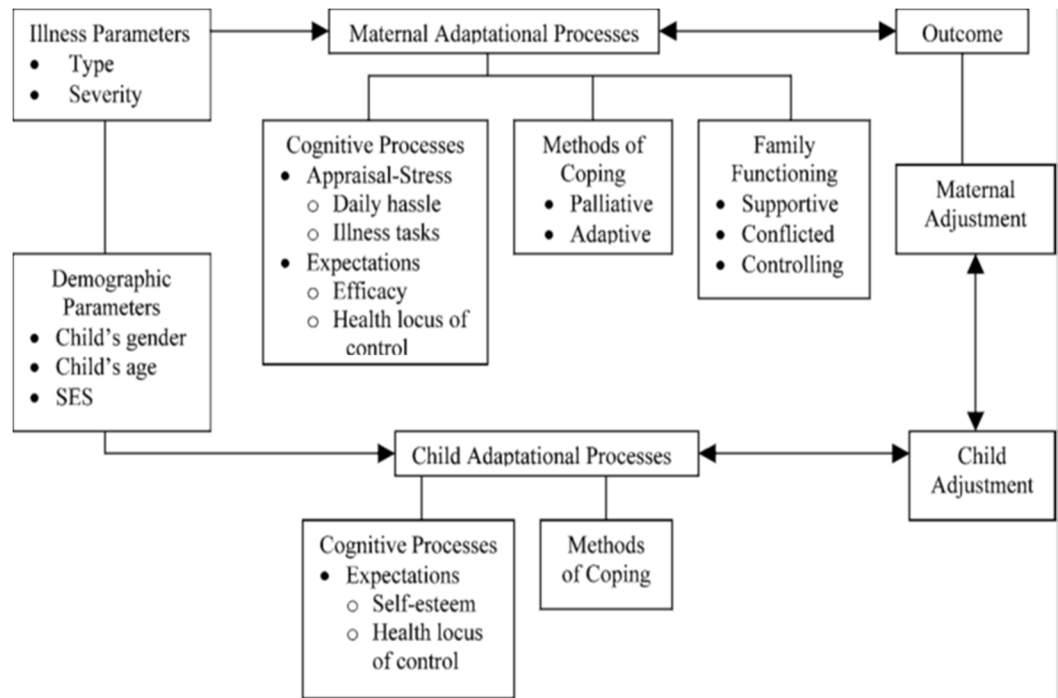 Illness Parameters
• Type
• Severity
Maternal Adaptational Processes
Outcome
Cognitive Processes
• Appraisal-Stress
○ Daily hassle
○ Illness tasks
• Expectations
○ Efficacy
○ Health locus of
control
Methods of
Coping
• Palliative
• Adaptive
Family
Functioning
• Supportive
• Conflicted
• Controlling
Maternal
Adjustment
Demographic
Parameters
• Child's gender
• Child's age
• SES
Child Adaptational Processes
Child
Adjustment
Cognitive Processes
• Expectations
○ Self-esteem
○ Health locus
of control
Methods
of Coping